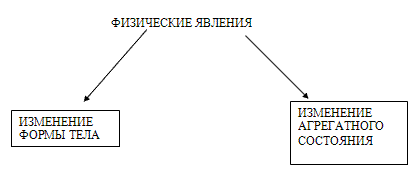 ФИЗИЧЕСКИЕ ЯВЛЕНИЯ
ИЗМЕНЕНИЕ
ФОРМЫ ТЕЛА
ИЗМЕНЕНИЕ
АГРЕГАТНОГО
СОСТОЯНИЯ